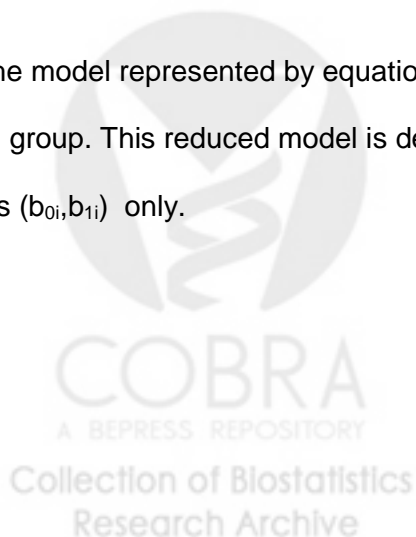 he model represented by equatio
group. This reduced model is de
s (b₀ᵢ,b₁ᵢ) only.
COBRA
A BEPRESS REPOSITORY
Collection of Biostatistics
Research Archive